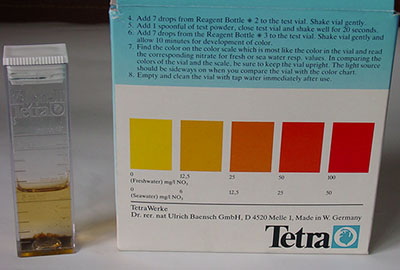 4. Add 7 drops from Reagent Bottle * 2 to the test vial. Shake vial gently.
5. Add 1 spoonful of test powder, close test vial and shake well for 20 seconds.
6. Add 7 drops from the Reagent Bottle * 3 to the test vial. Shake vial gently and
allow 10 minutes for development of color.
7. Find the color on the color scale which is most like the color in the vial and read
the corresponding nitrate for fresh or sea water resp. values. In comparing the
colors of the vial and the scale, be sure to keep the vial upright. The light source
should be sideways on when you compare the vial with the color chart.
8. Empty and clean the vial with tap water immediately after use.
Tetra
0 12,5 25 50 100
(Freshwater) mg/l NO₃
0 6 12,5 25 50
(Seawater) mg/l NO₃
TetraWerke
Dr. rer. nat Ulrich Baensch GmbH, D 4520 Melle 1, Made in W. Germany
Tetra